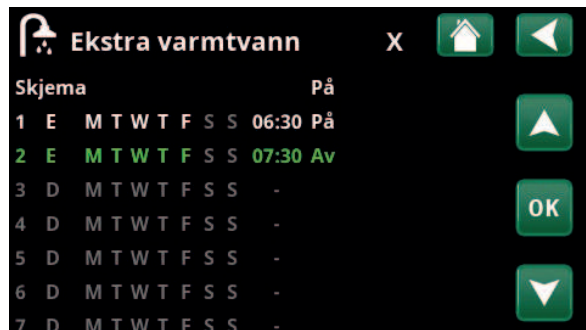 Ekstra varmtvann X
Skjema På
1 E M T W T F S S 06:30 På
2 E M T W T F S S 07:30 Av
3 D M T W T F S S -
4 D M T W T F S S -
OK
5 D M T W T F S S -
6 D M T W T F S S -
7 D M T W T F S S